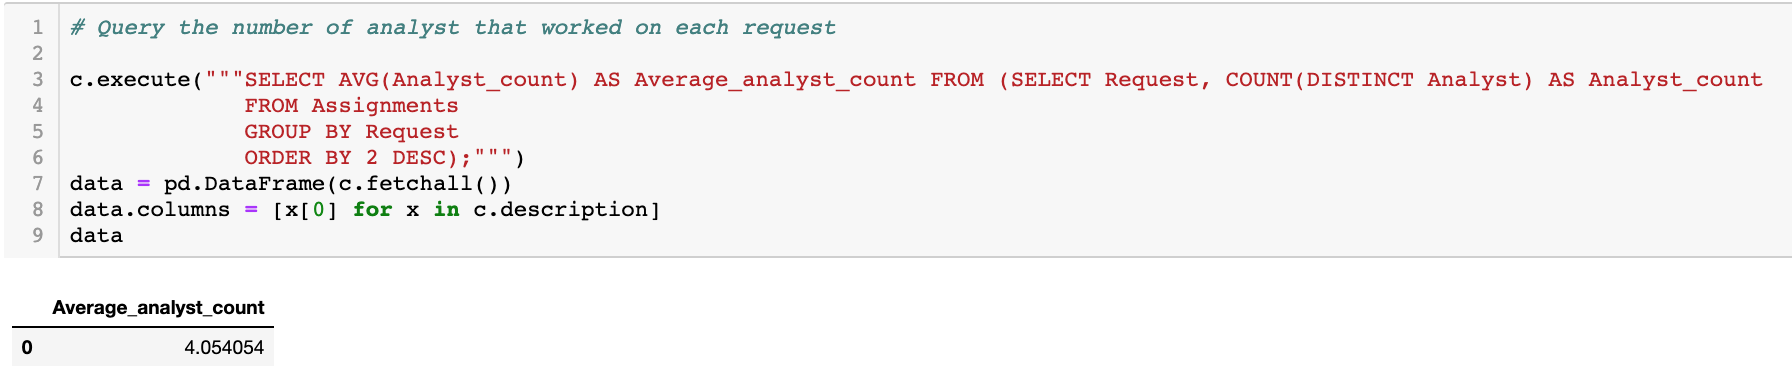 1 # Query the number of analyst that worked on each request
2
3 c.execute("""SELECT AVG(Analyst_count) AS Average_analyst_count FROM (SELECT Request, COUNT(DISTINCT Analyst) AS Analyst_count
4 FROM Assignments
5 GROUP BY Request
6 ORDER BY 2 DESC);""")
7 data = pd.DataFrame(c.fetchall())
8 data.columns = [x[0] for x in c.description]
9 data
Average_analyst_count
0 4.054054